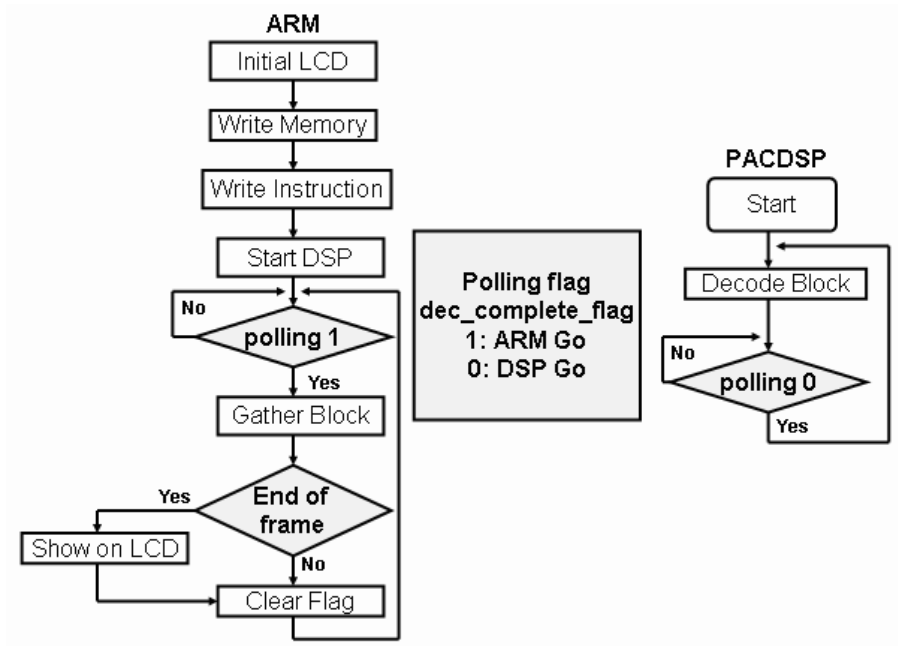 ARM
Initial LCD
Write Memory
Write Instruction
Start DSP
No
polling 1
Yes
Gather Block
End of
frame
Yes
Show on LCD
No
Clear Flag
Polling flag
dec_complete_flag
1: ARM Go
0: DSP Go
PACDSP
Start
Decode Block
No
polling 0
Yes